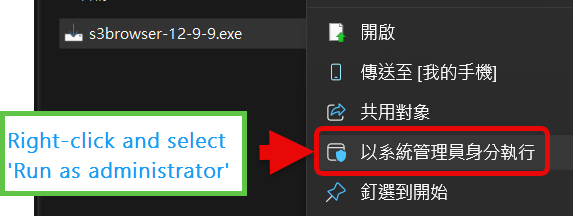 s3browser-12-9-9.exe
開啟
傳送至 [我的手機]
共用對象
Right-click and select
'Run as administrator'
以系統管理員身分執行
釘選到開始